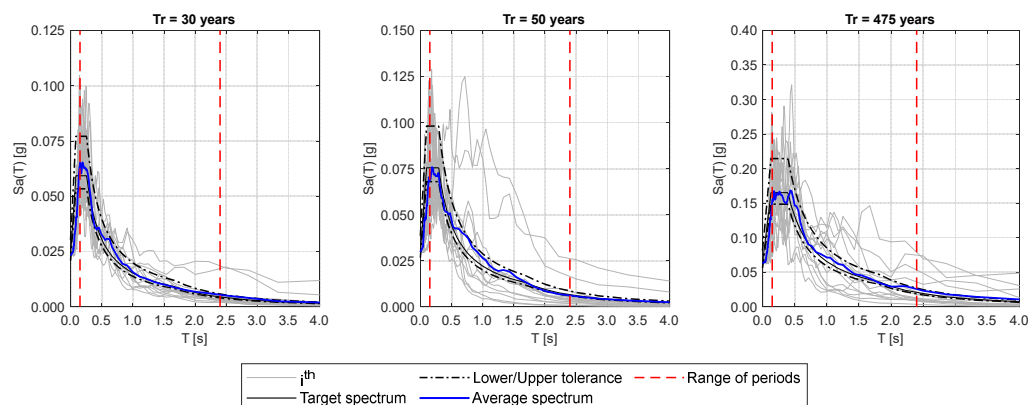 Tr = 30 years
Sa(T) [g]
0.125
0.100
0.075
0.050
0.025
0.000
0.0 0.5 1.0 1.5 2.0 2.5 3.0 3.5 4.0
T [s]
Tr = 50 years
Sa(T) [g]
0.150
0.125
0.100
0.075
0.050
0.025
0.000
0.0 0.5 1.0 1.5 2.0 2.5 3.0 3.5 4.0
T [s]
Tr = 475 years
Sa(T) [g]
0.40
0.35
0.30
0.25
0.20
0.15
0.10
0.05
0.00
0.0 0.5 1.0 1.5 2.0 2.5 3.0 3.5 4.0
T [s]
i^th Lower/Upper tolerance Range of periods
Target spectrum Average spectrum